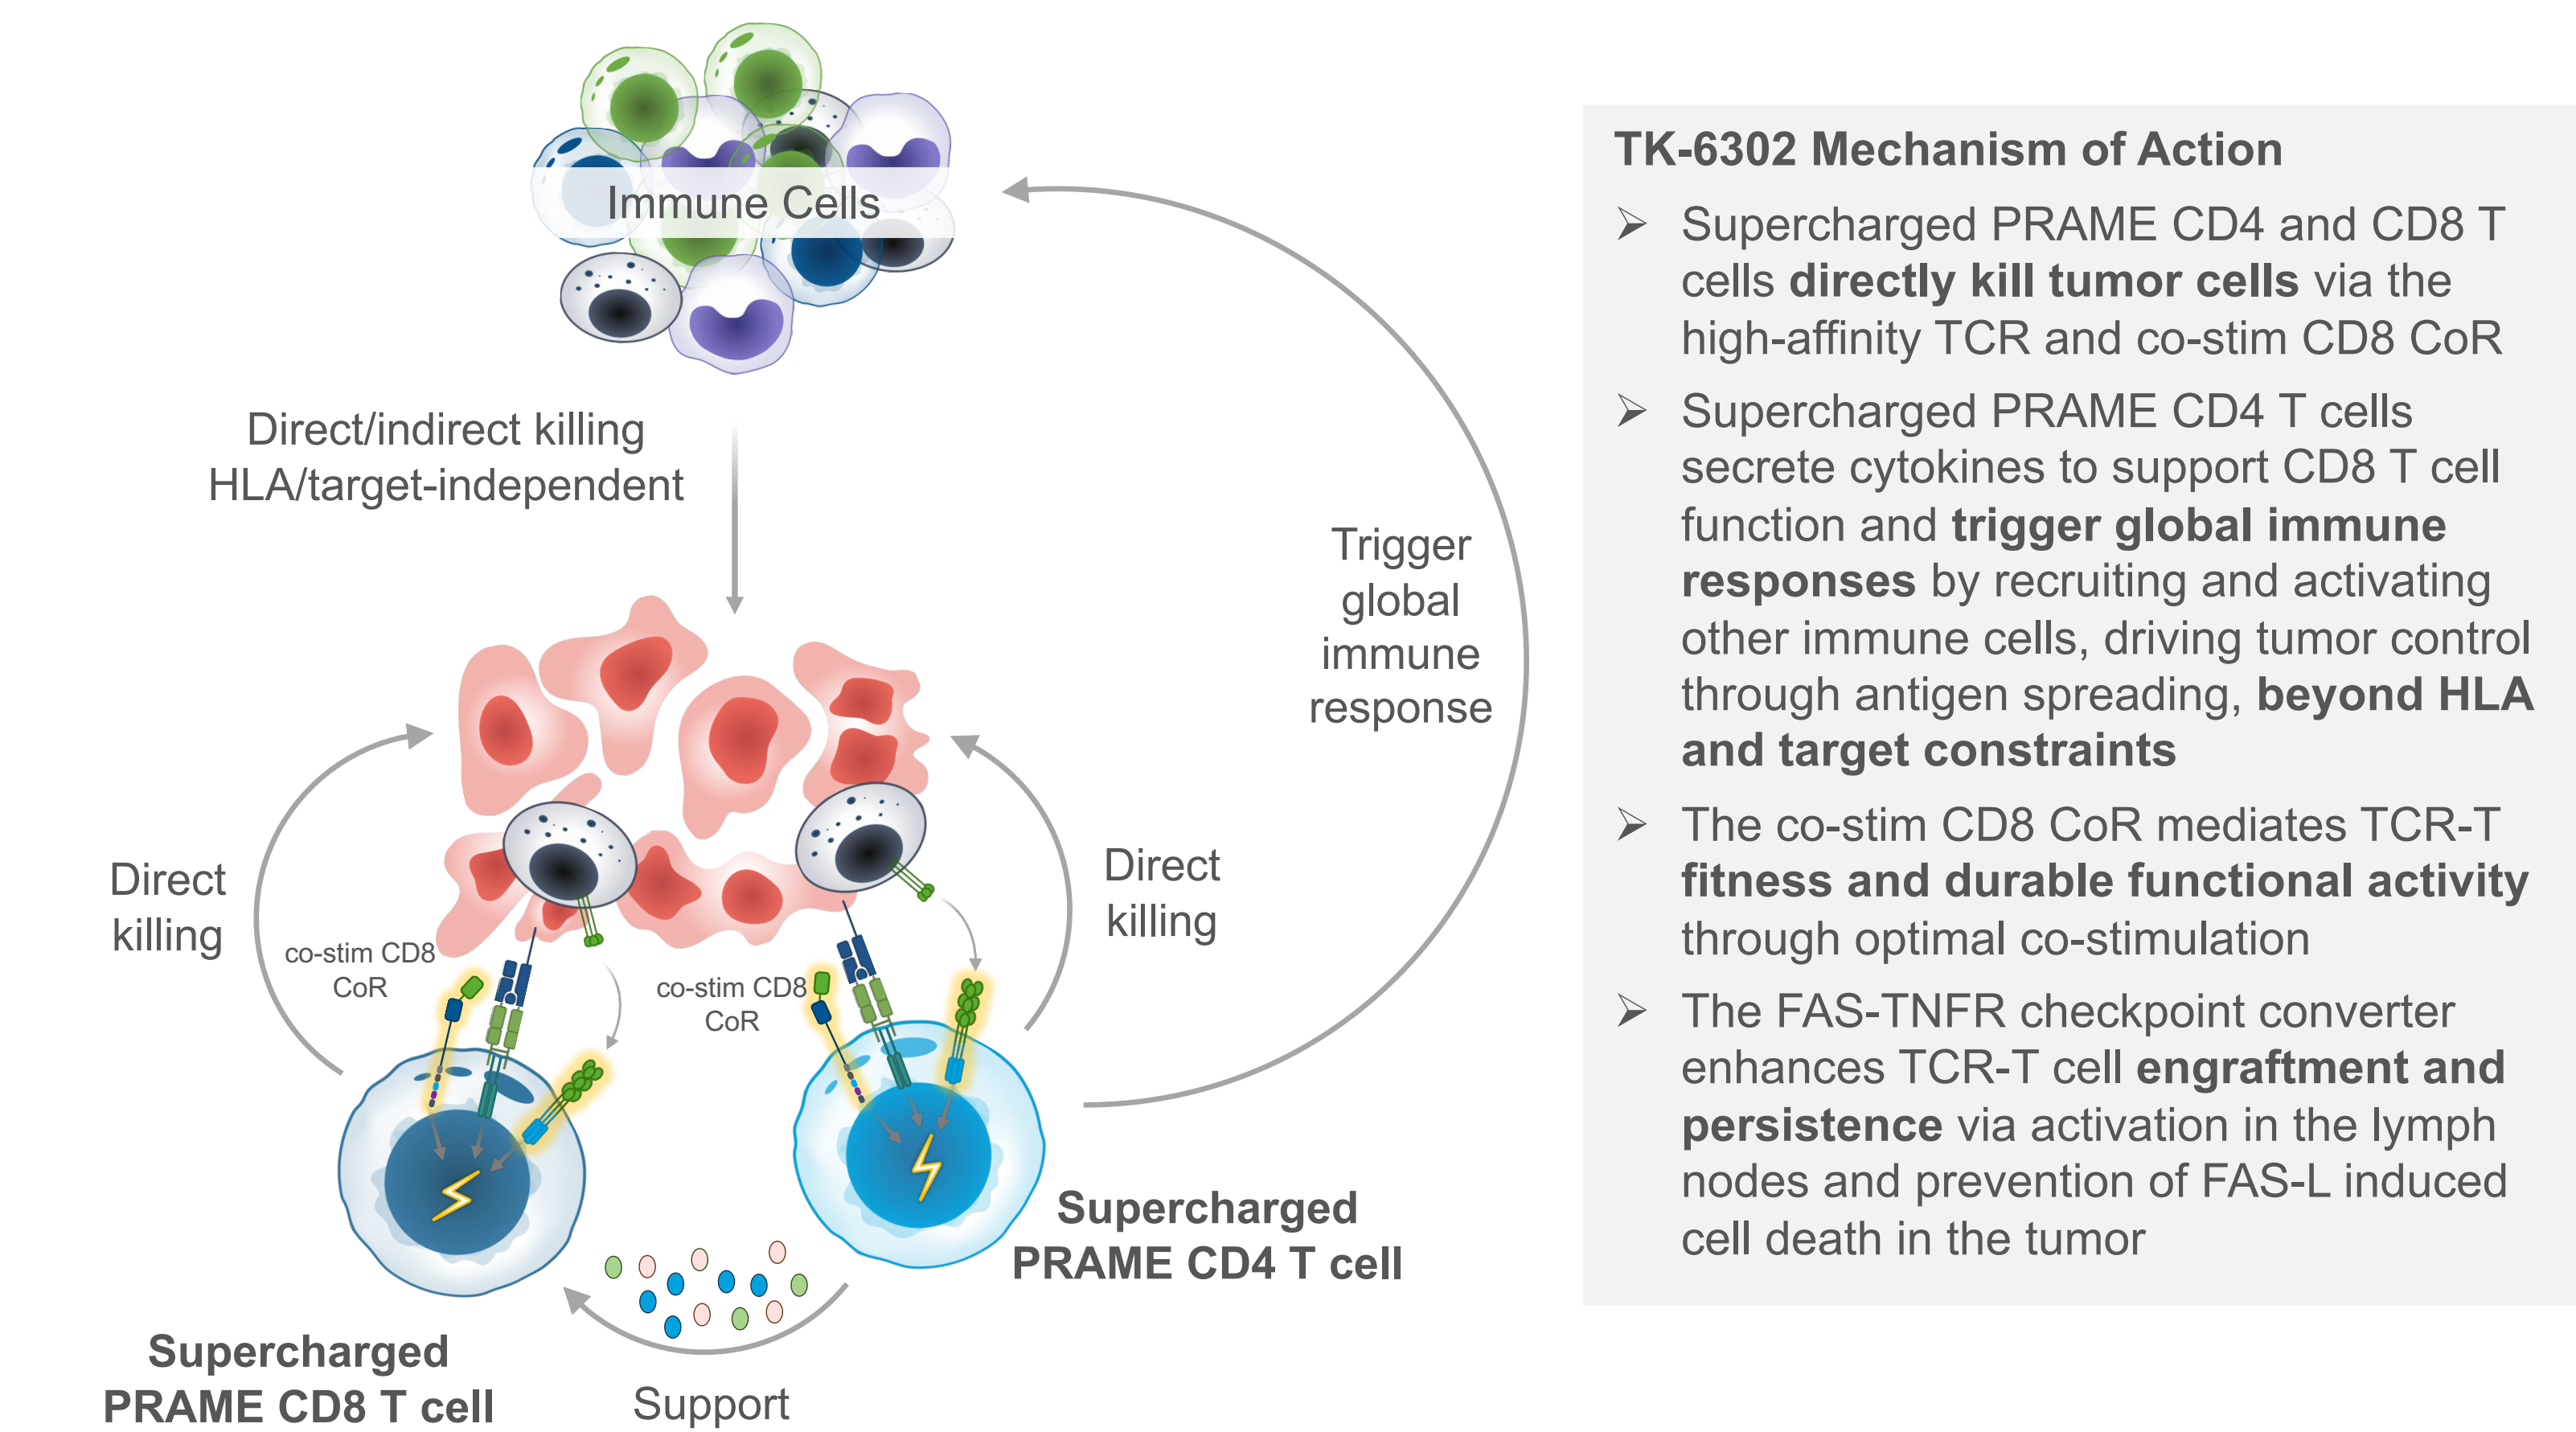 Immune Cells
Direct/indirect killing
HLA/target-independent
Trigger
global
immune
response
Direct
killing
Direct
killing
co-stim CD8
CoR
co-stim CD8
CoR
Supercharged
PRAME CD4 T cell
Supercharged
PRAME CD8 T cell
Support
TK-6302 Mechanism of Action
➢ Supercharged PRAME CD4 and CD8 T
cells directly kill tumor cells via the
high-affinity TCR and co-stim CD8 CoR
➢ Supercharged PRAME CD4 T cells
secrete cytokines to support CD8 T cell
function and trigger global immune
responses by recruiting and activating
other immune cells, driving tumor control
through antigen spreading, beyond HLA
and target constraints
➢ The co-stim CD8 CoR mediates TCR-T
fitness and durable functional activity
through optimal co-stimulation
➢ The FAS-TNFR checkpoint converter
enhances TCR-T cell engraftment and
persistence via activation in the lymph
nodes and prevention of FAS-L induced
cell death in the tumor